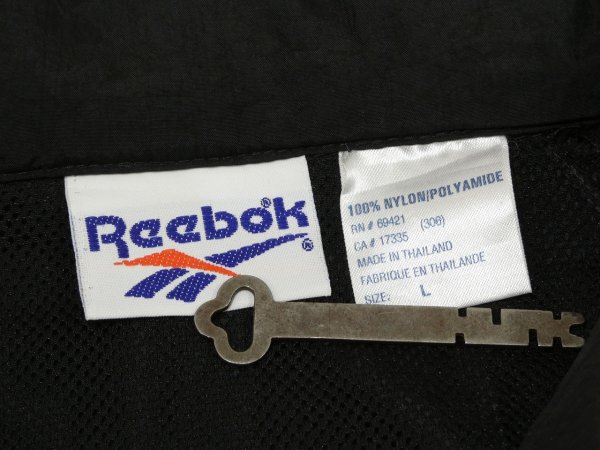 Reebok®
®
100% NYLON/POLYAMIDE
RN # 69421 (306)
CA # 17335
MADE IN THAILAND
FABRIQUE EN THAILANDE
SIZE: L